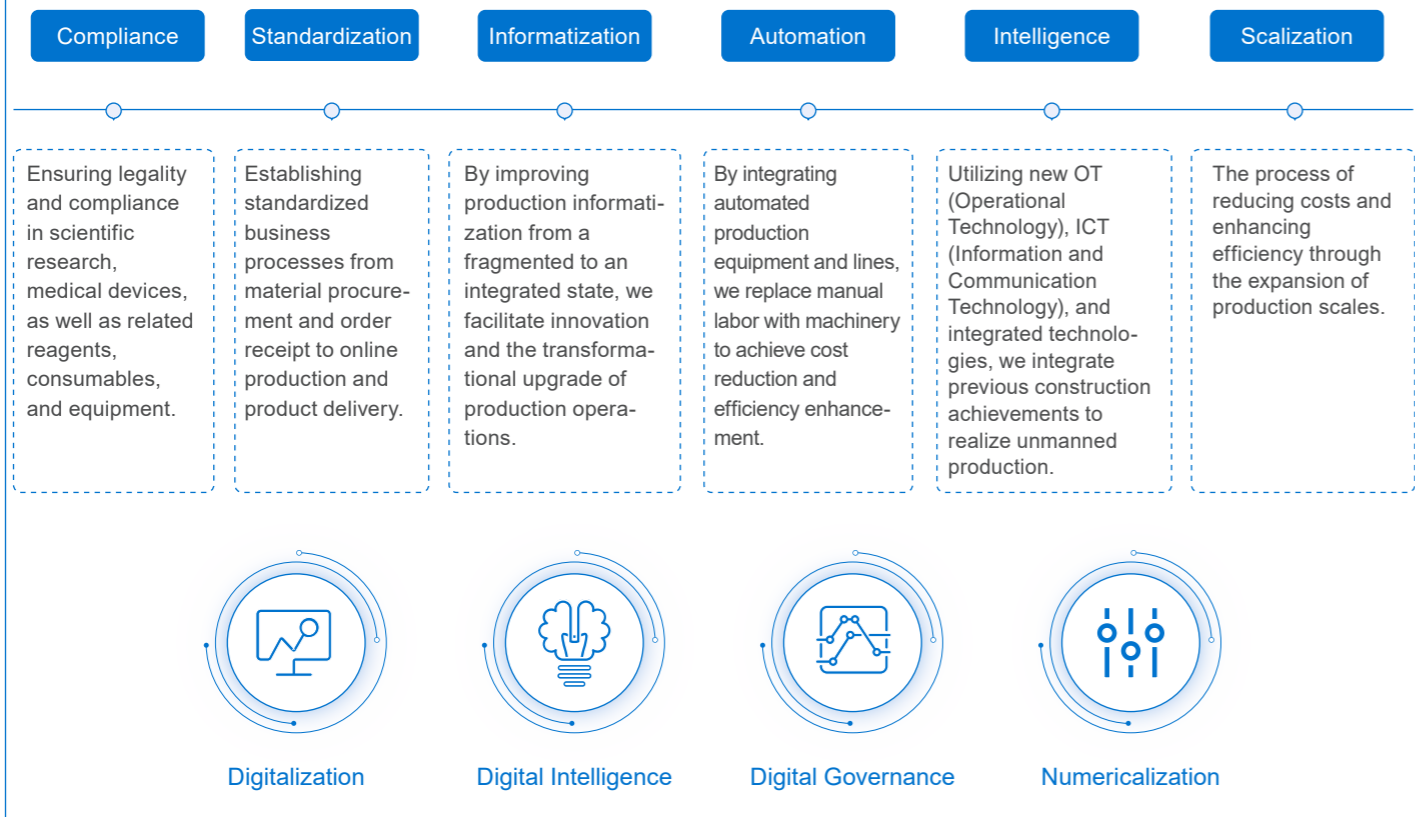 Compliance
Standardization
Informatization
Automation
Intelligence
Scalization
Ensuring legality
and compliance
in scientific
research,
medical devices,
as well as related
reagents,
consumables,
and equipment.
Establishing
standardized
business
processes from
material procure-
ment and order
receipt to online
production and
product delivery.
By improving
production informati-
zation from a
fragmented to an
integrated state, we
facilitate innovation
and the transforma-
tional upgrade of
production opera-
tions.
By integrating
automated
production
equipment and lines,
we replace manual
labor with machinery
to achieve cost
reduction and
efficiency enhance-
ment.
Utilizing new OT
(Operational
Technology), ICT
(Information and
Communication
Technology), and
integrated technolo-
gies, we integrate
previous construction
achievements to
realize unmanned
production.
The process of
reducing costs and
enhancing
efficiency through
the expansion of
production scales.
Digitalization
Digital Intelligence
Digital Governance
Numericalization